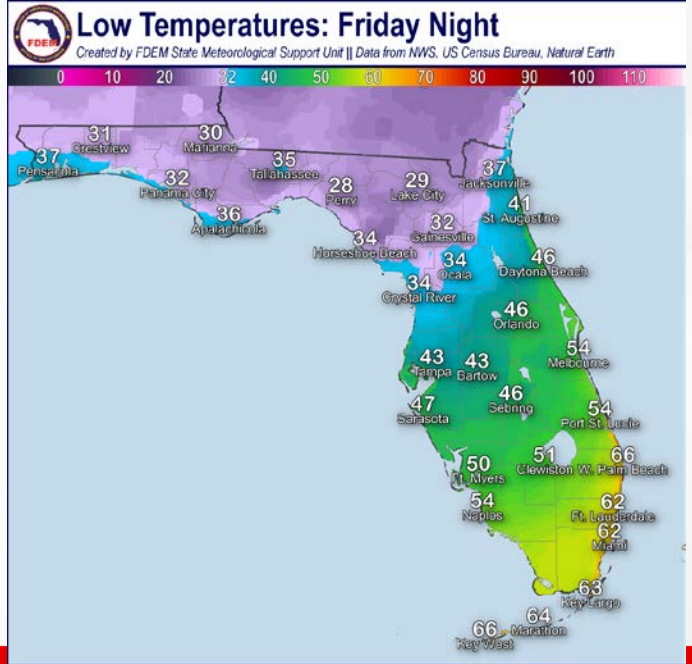 FDEM
Low Temperatures: Friday Night
Created by FDEM State Meteorological Support Unit || Data from NWS, US Census Bureau, Natural Earth
0 10 20 32 40 50 60 70 80 90 100 110
31
Crestview
30
Marianna
37
Pensacola
35
Tallahassee
32
Panama City
28
Perry
29
Lake City
37
Jacksonville
36
Apalachicola
41
St. Augustine
32
Gainesville
34
Horseshoe Beach
34
Ocala
46
Daytona Beach
34
Crystal River
46
Orlando
54
Melbourne
43
Tampa
43
Bartow
47
Sarasota
46
Sebring
54
Port St. Lucie
50
Ft. Myers
51
Clewiston
66
W. Palm Beach
54
Naples
62
Ft. Lauderdale
62
Miami
63
Key Largo
64
Marathon
66
Key West